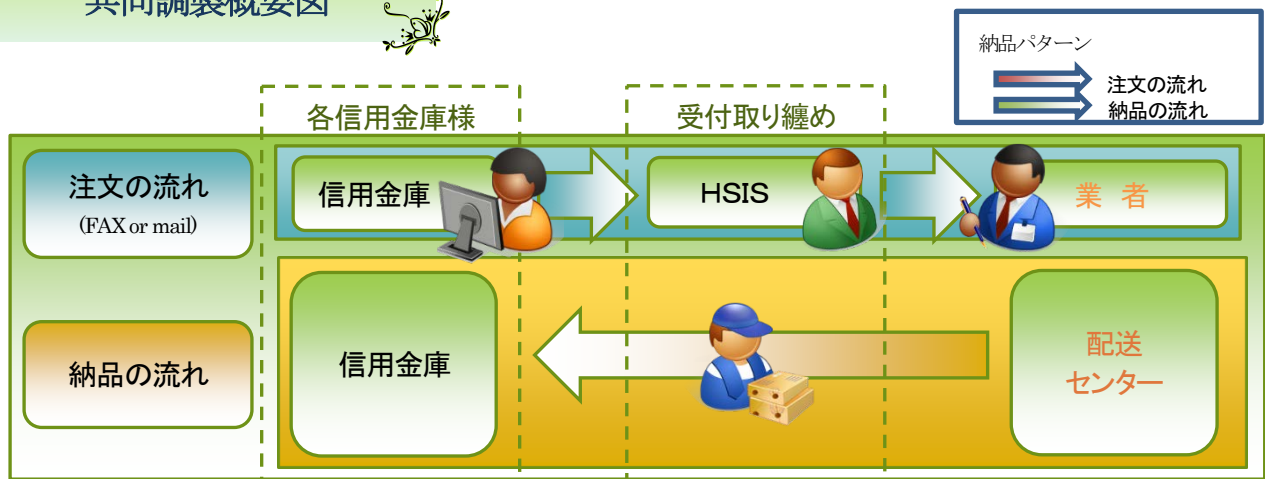 共同調製概要図
納品パターン
注文の流れ
納品の流れ
各信用金庫様
受付取り纏め
注文の流れ
(FAX or mail)
信用金庫
HSIS
業 者
納品の流れ
信用金庫
配送
センター